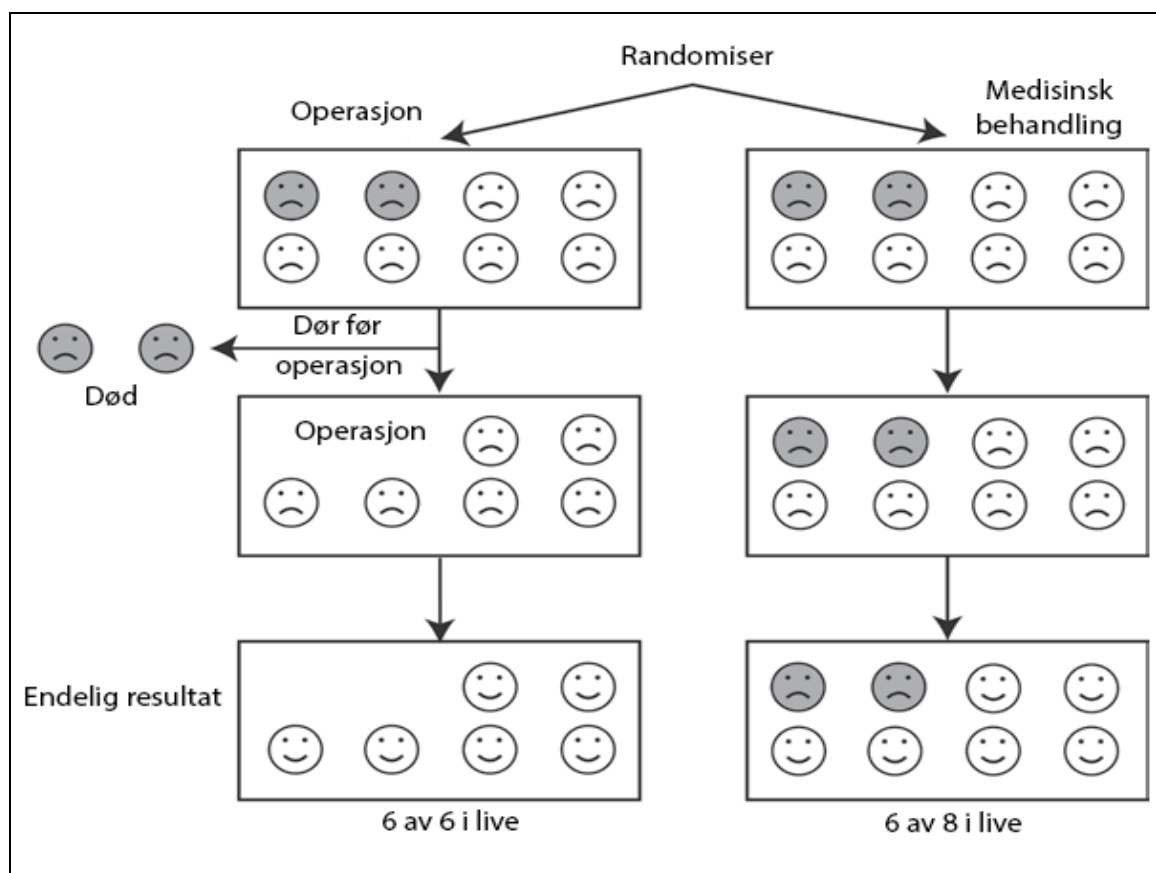 Randomiser
Operasjon
Medisinsk
behandling
Dør før
operasjon
Død
Operasjon
Endelig resultat
6 av 6 i live
6 av 8 i live